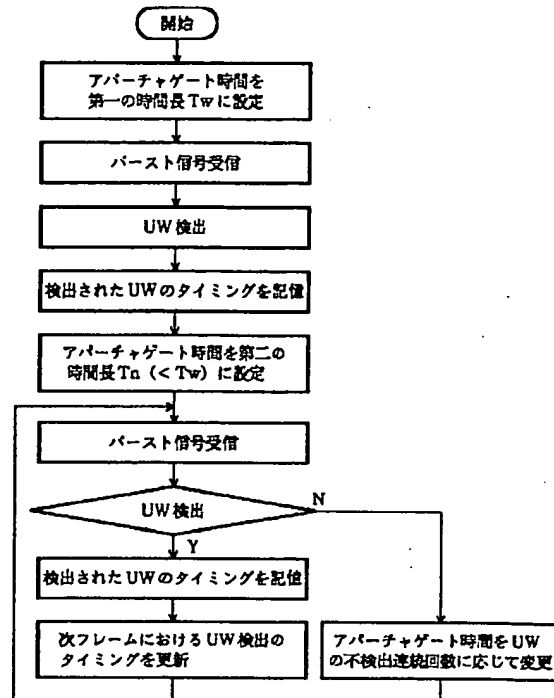 開始
アパーチャゲート時間を
第一の時間長Twに設定
バースト信号受信
UW検出
検出されたUWのタイミングを記憶
アパーチャゲート時間を第二の
時間長Tn（＜Tw）に設定
バースト信号受信
UW検出
N
Y
検出されたUWのタイミングを記憶
次フレームにおけるUW検出の
タイミングを更新
アパーチャゲート時間をUW
の不検出連続回数に応じて変更